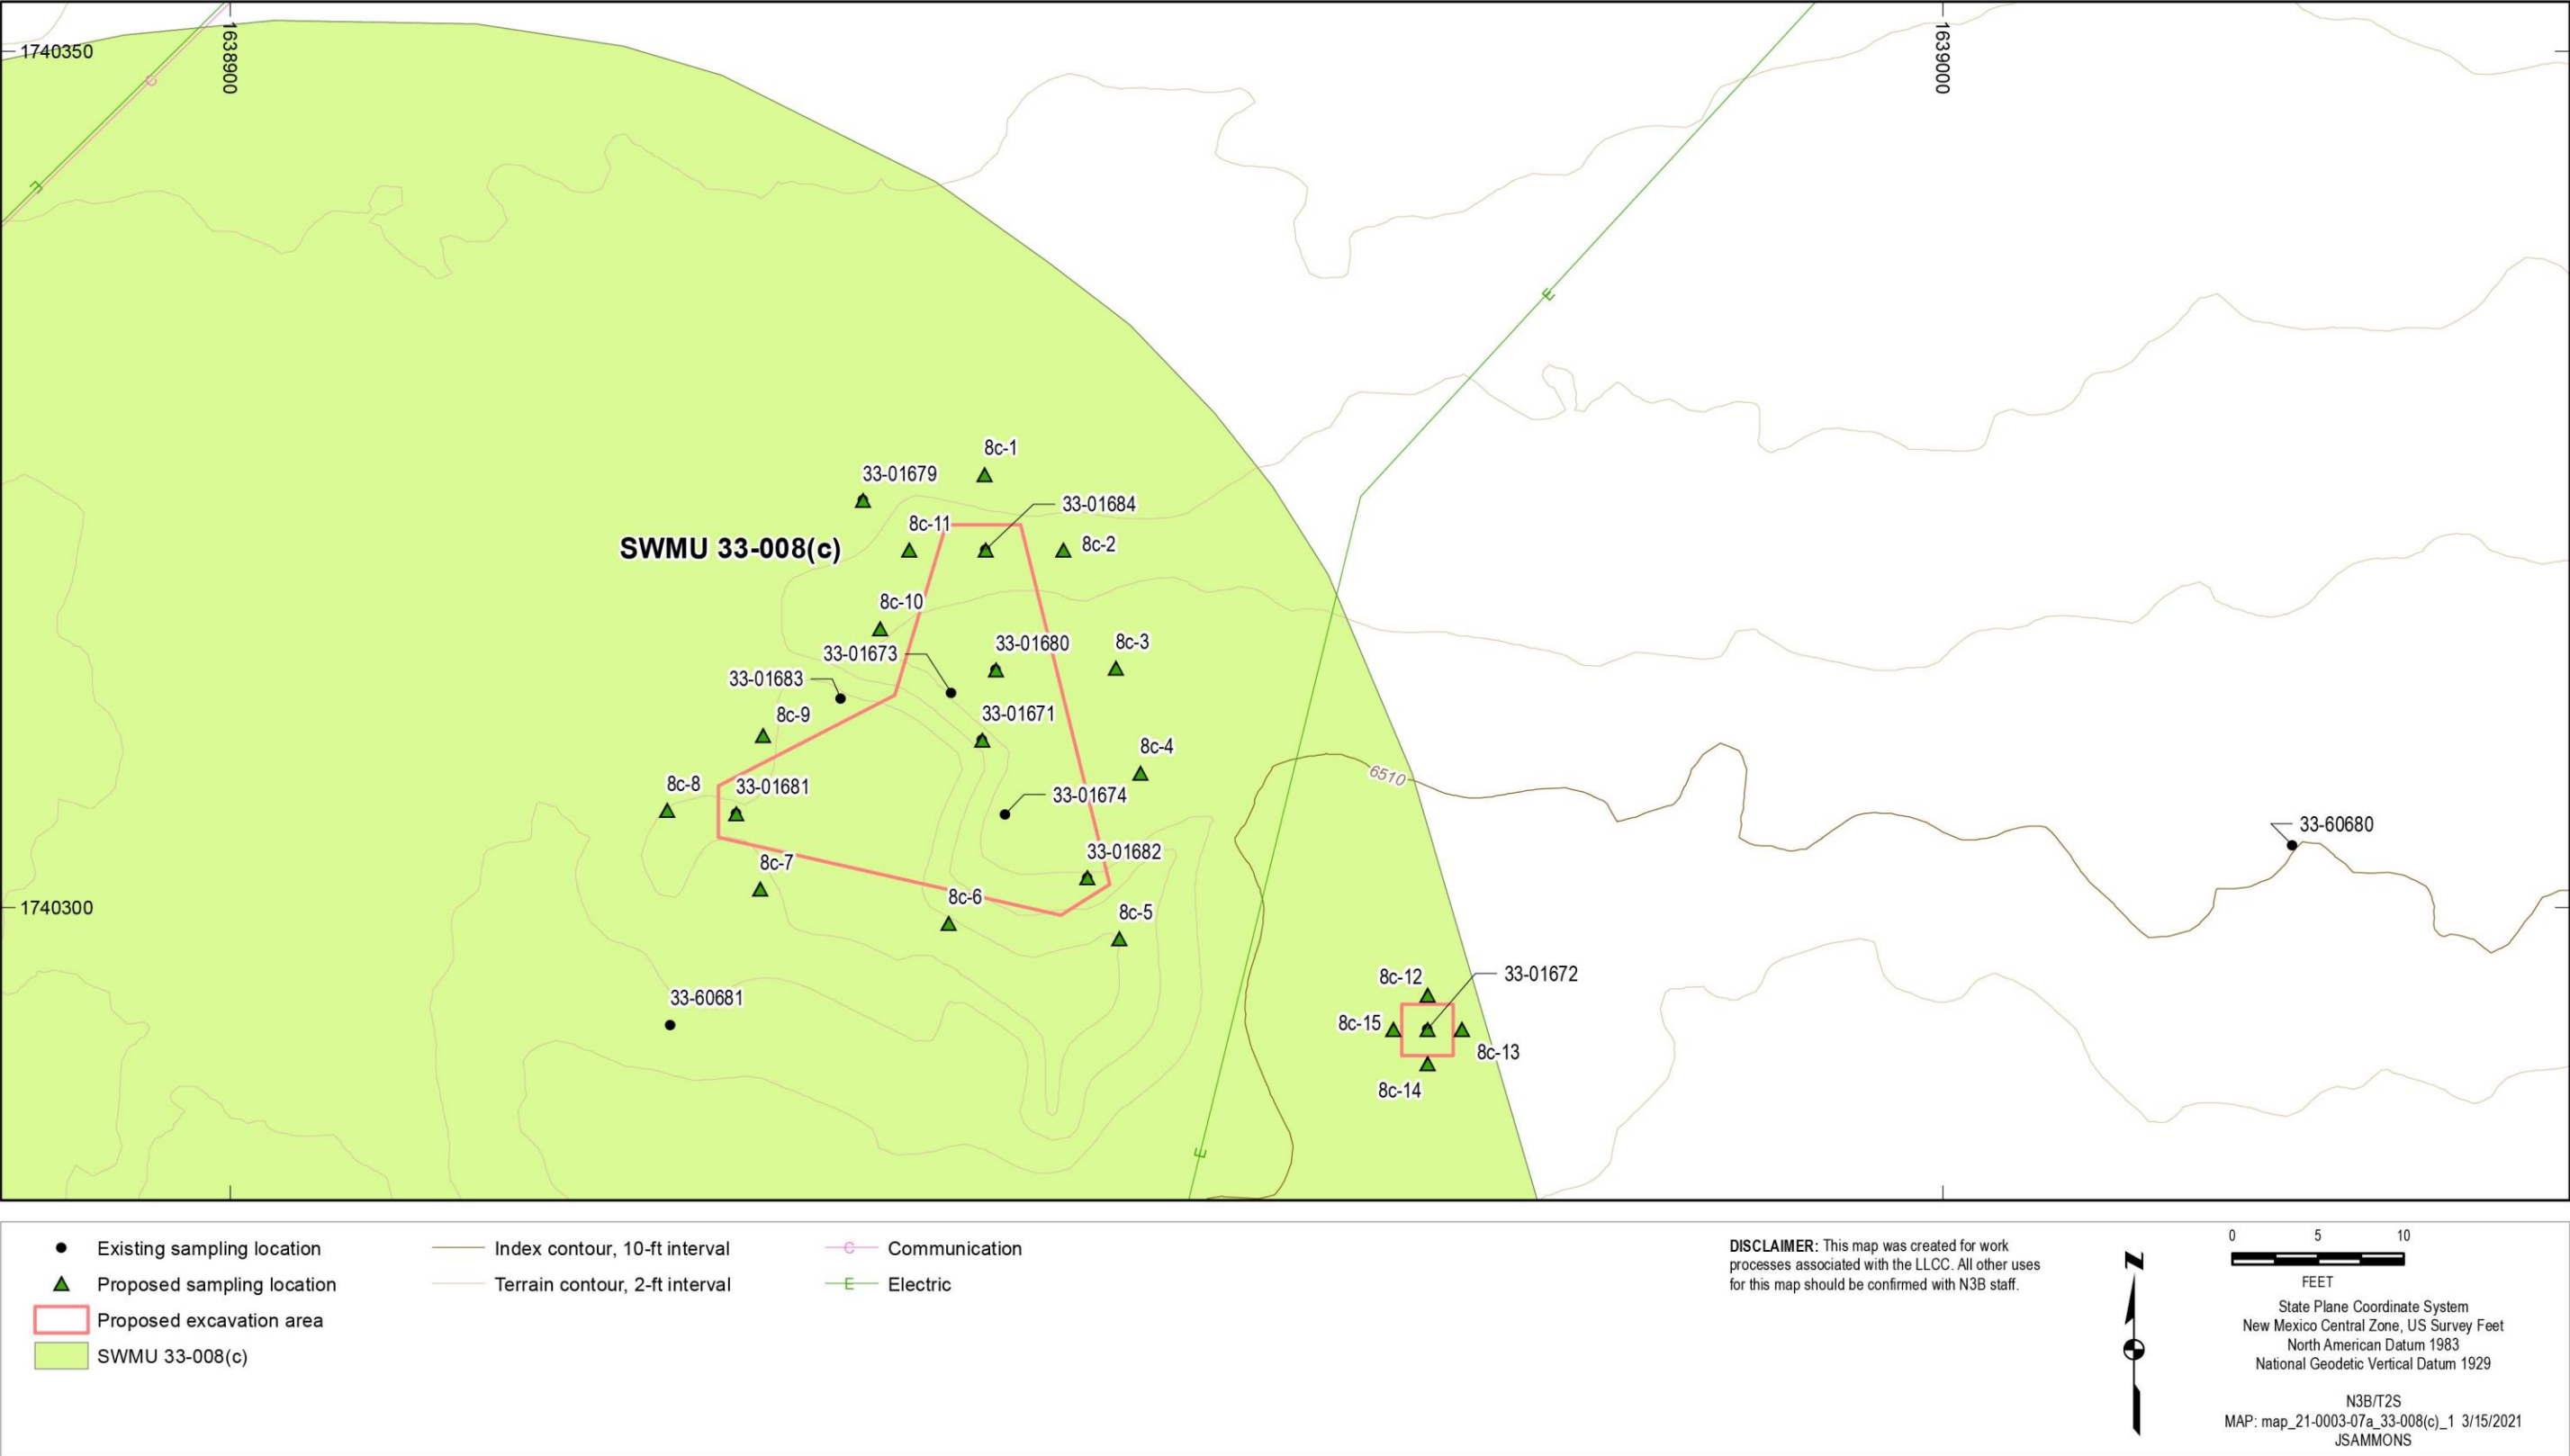 1740350
1638900
1639000
C
E
E
8c-1
33-01679
33-01684
8c-11
SWMU 33-008(c)
8c-2
8c-10
33-01680
8c-3
33-01673
33-01683
33-01671
8c-9
8c-4
6510
8c-8
33-01681
33-01674
33-60680
33-01682
8c-7
8c-6
1740300
8c-5
33-01672
8c-12
33-60681
8c-15
8c-13
8c-14
E
Existing sampling location
Proposed sampling location
Proposed excavation area
SWMU 33-008(c)
Index contour, 10-ft interval
Terrain contour, 2-ft interval
C Communication
E Electric
DISCLAIMER: This map was created for work
processes associated with the LLCC. All other uses
for this map should be confirmed with N3B staff.
N
0 5 10
FEET
State Plane Coordinate System
New Mexico Central Zone, US Survey Feet
North American Datum 1983
National Geodetic Vertical Datum 1929
N3B/T2S
MAP: map_21-0003-07a_33-008(c)_1 3/15/2021
JSAMMONS